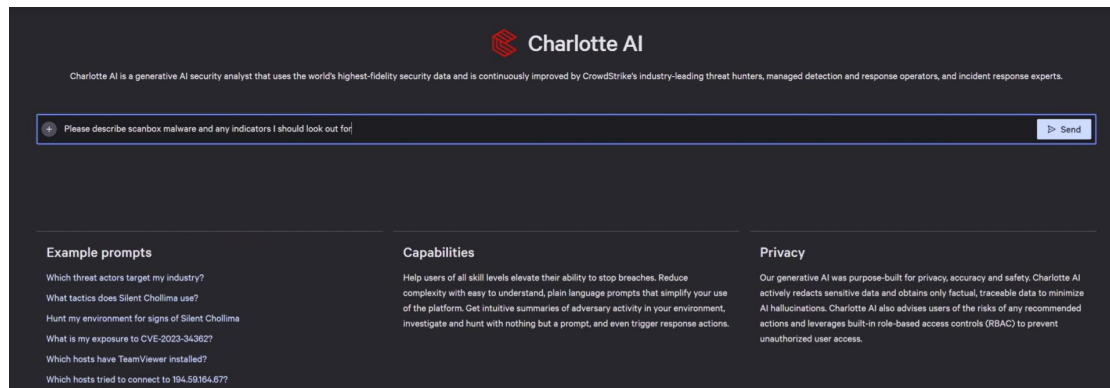 Charlotte AI
Charlotte AI is a generative AI security analyst that uses the world's highest-fidelity security data and is continuously improved by CrowdStrike's industry-leading threat hunters, managed detection and response operators, and incident response experts.
Please describe scanbox malware and any indicators I should look out for
Send
Example prompts
Which threat actors target my industry?
What tactics does Silent Chollima use?
Hunt my environment for signs of Silent Chollima
What is my exposure to CVE-2023-34362?
Which hosts have TeamViewer installed?
Which hosts tried to connect to 194.59.164.67?
Capabilities
Help users of all skill levels elevate their ability to stop breaches. Reduce
complexity with easy to understand, plain language prompts that simplify your use
of the platform. Get intuitive summaries of adversary activity in your environment,
investigate and hunt with nothing but a prompt, and even trigger response actions.
Privacy
Our generative AI was purpose-built for privacy, accuracy and safety. Charlotte AI
actively redacts sensitive data and obtains only factual, traceable data to minimize
AI hallucinations. Charlotte AI also advises users of the risks of any recommended
actions and leverages built-in role-based access controls (RBAC) to prevent
unauthorized user access.